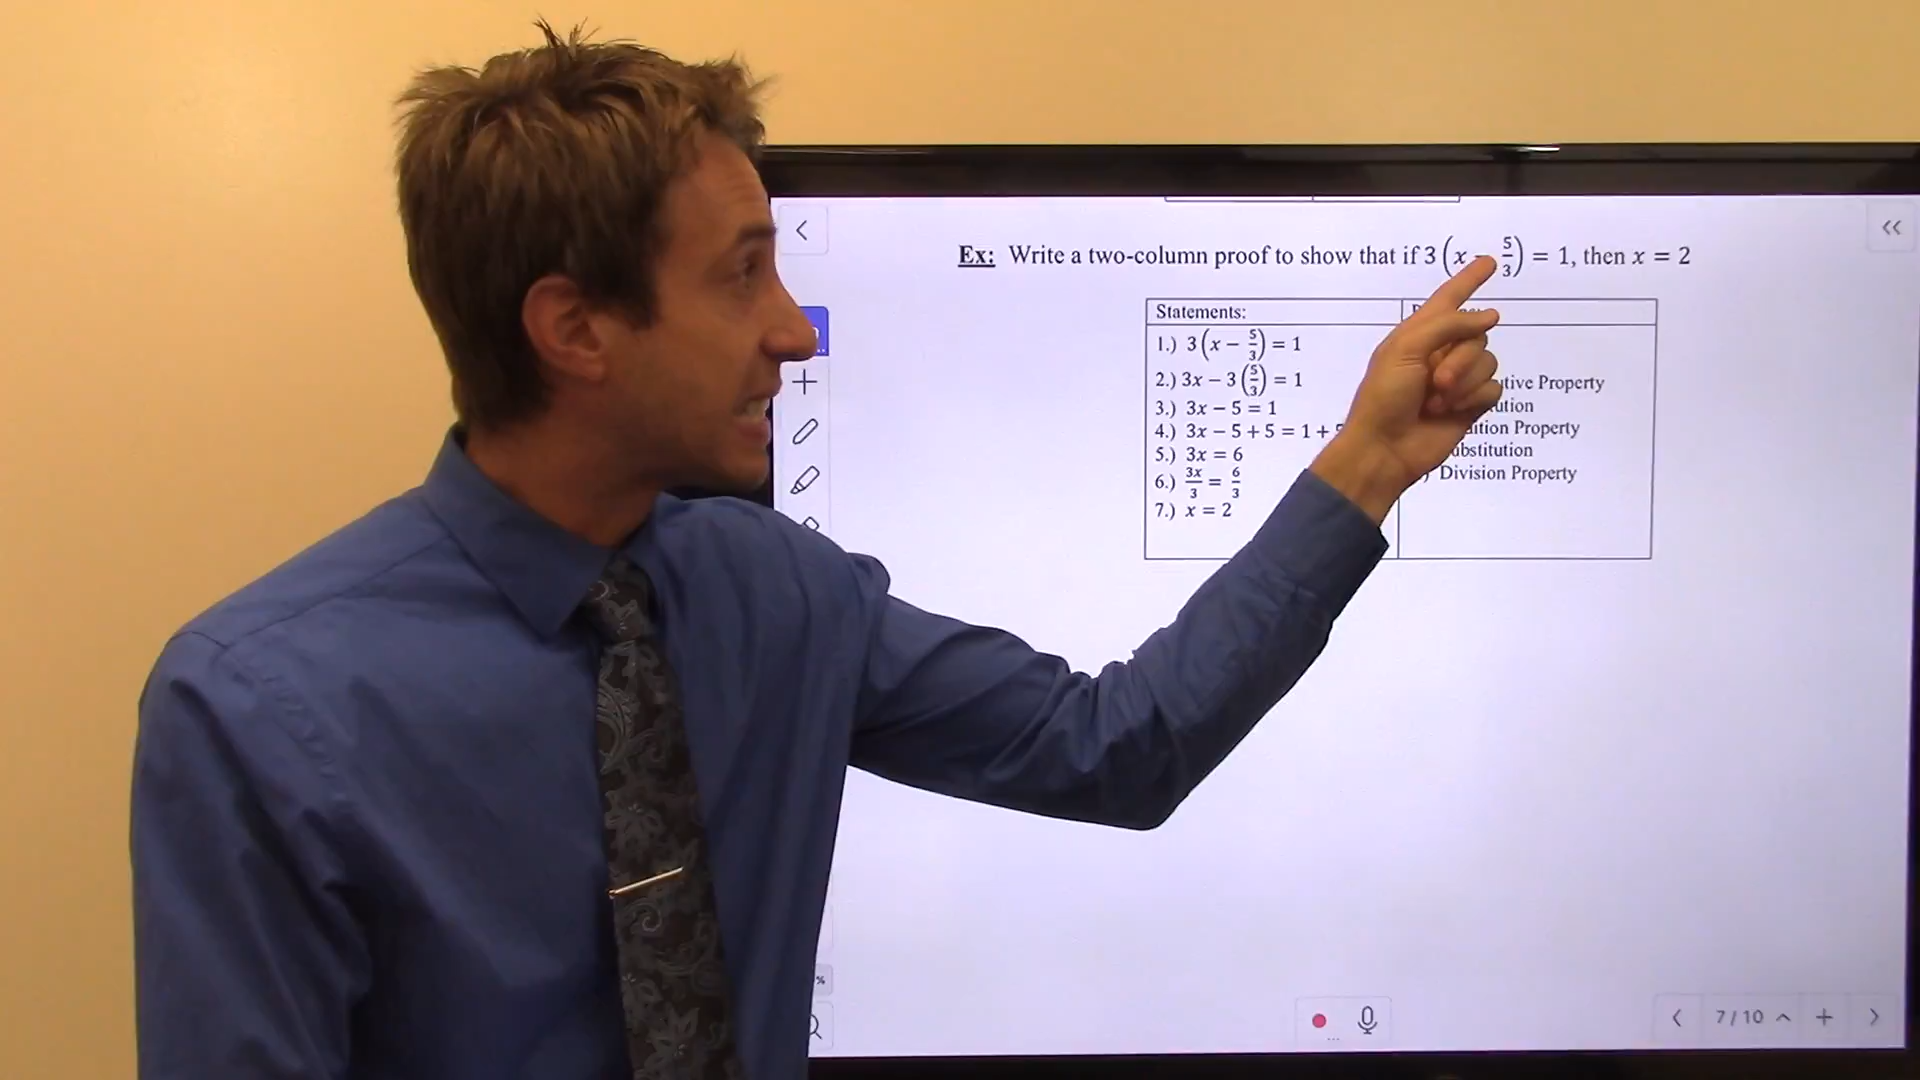 Ex: Write a two-column proof to show that if 3 (x – 5/3) = 1, then x = 2
Statements:
1.) 3 (x – 5/3) = 1
2.) 3x – 3 (5/3) = 1
3.) 3x – 5 = 1
4.) 3x – 5 + 5 = 1 +
5.) 3x = 6
6.) 3x/3 = 6/3
7.) x = 2
Property
Property
Division Property
7 / 10
%